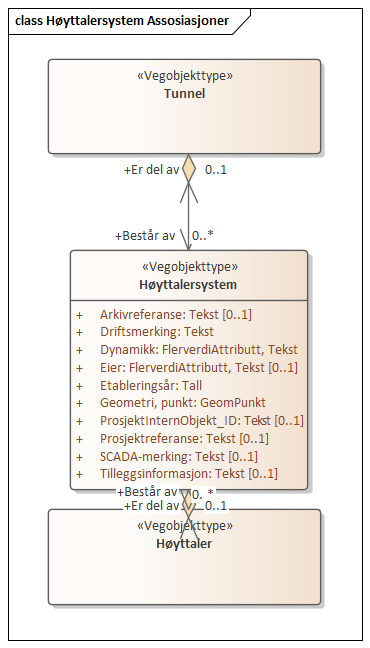 class Høyttalersystem Assosiasjoner
«Vegobjekttype»
Tunnel
+Er del av 0..1
+Består av 0..*
«Vegobjekttype»
Høyttalersystem
+ Arkivreferanse: Tekst [0..1]
+ Driftsmerking: Tekst
+ Dynamikk: FlerverdiAttributt, Tekst
+ Eier: FlerverdiAttributt, Tekst [0..1]
+ Etableringsår: Tall
+ Geometri, punkt: GeomPunkt
+ ProsjektInternObjekt_ID: Tekst [0..1]
+ Prosjektreferanse: Tekst [0..1]
+ SCADA-merking: Tekst [0..1]
+ Tilleggsinformasjon: Tekst [0..1]
+Består av 0..*
+Er del av 0..1
«Vegobjekttype»
Høyttaler